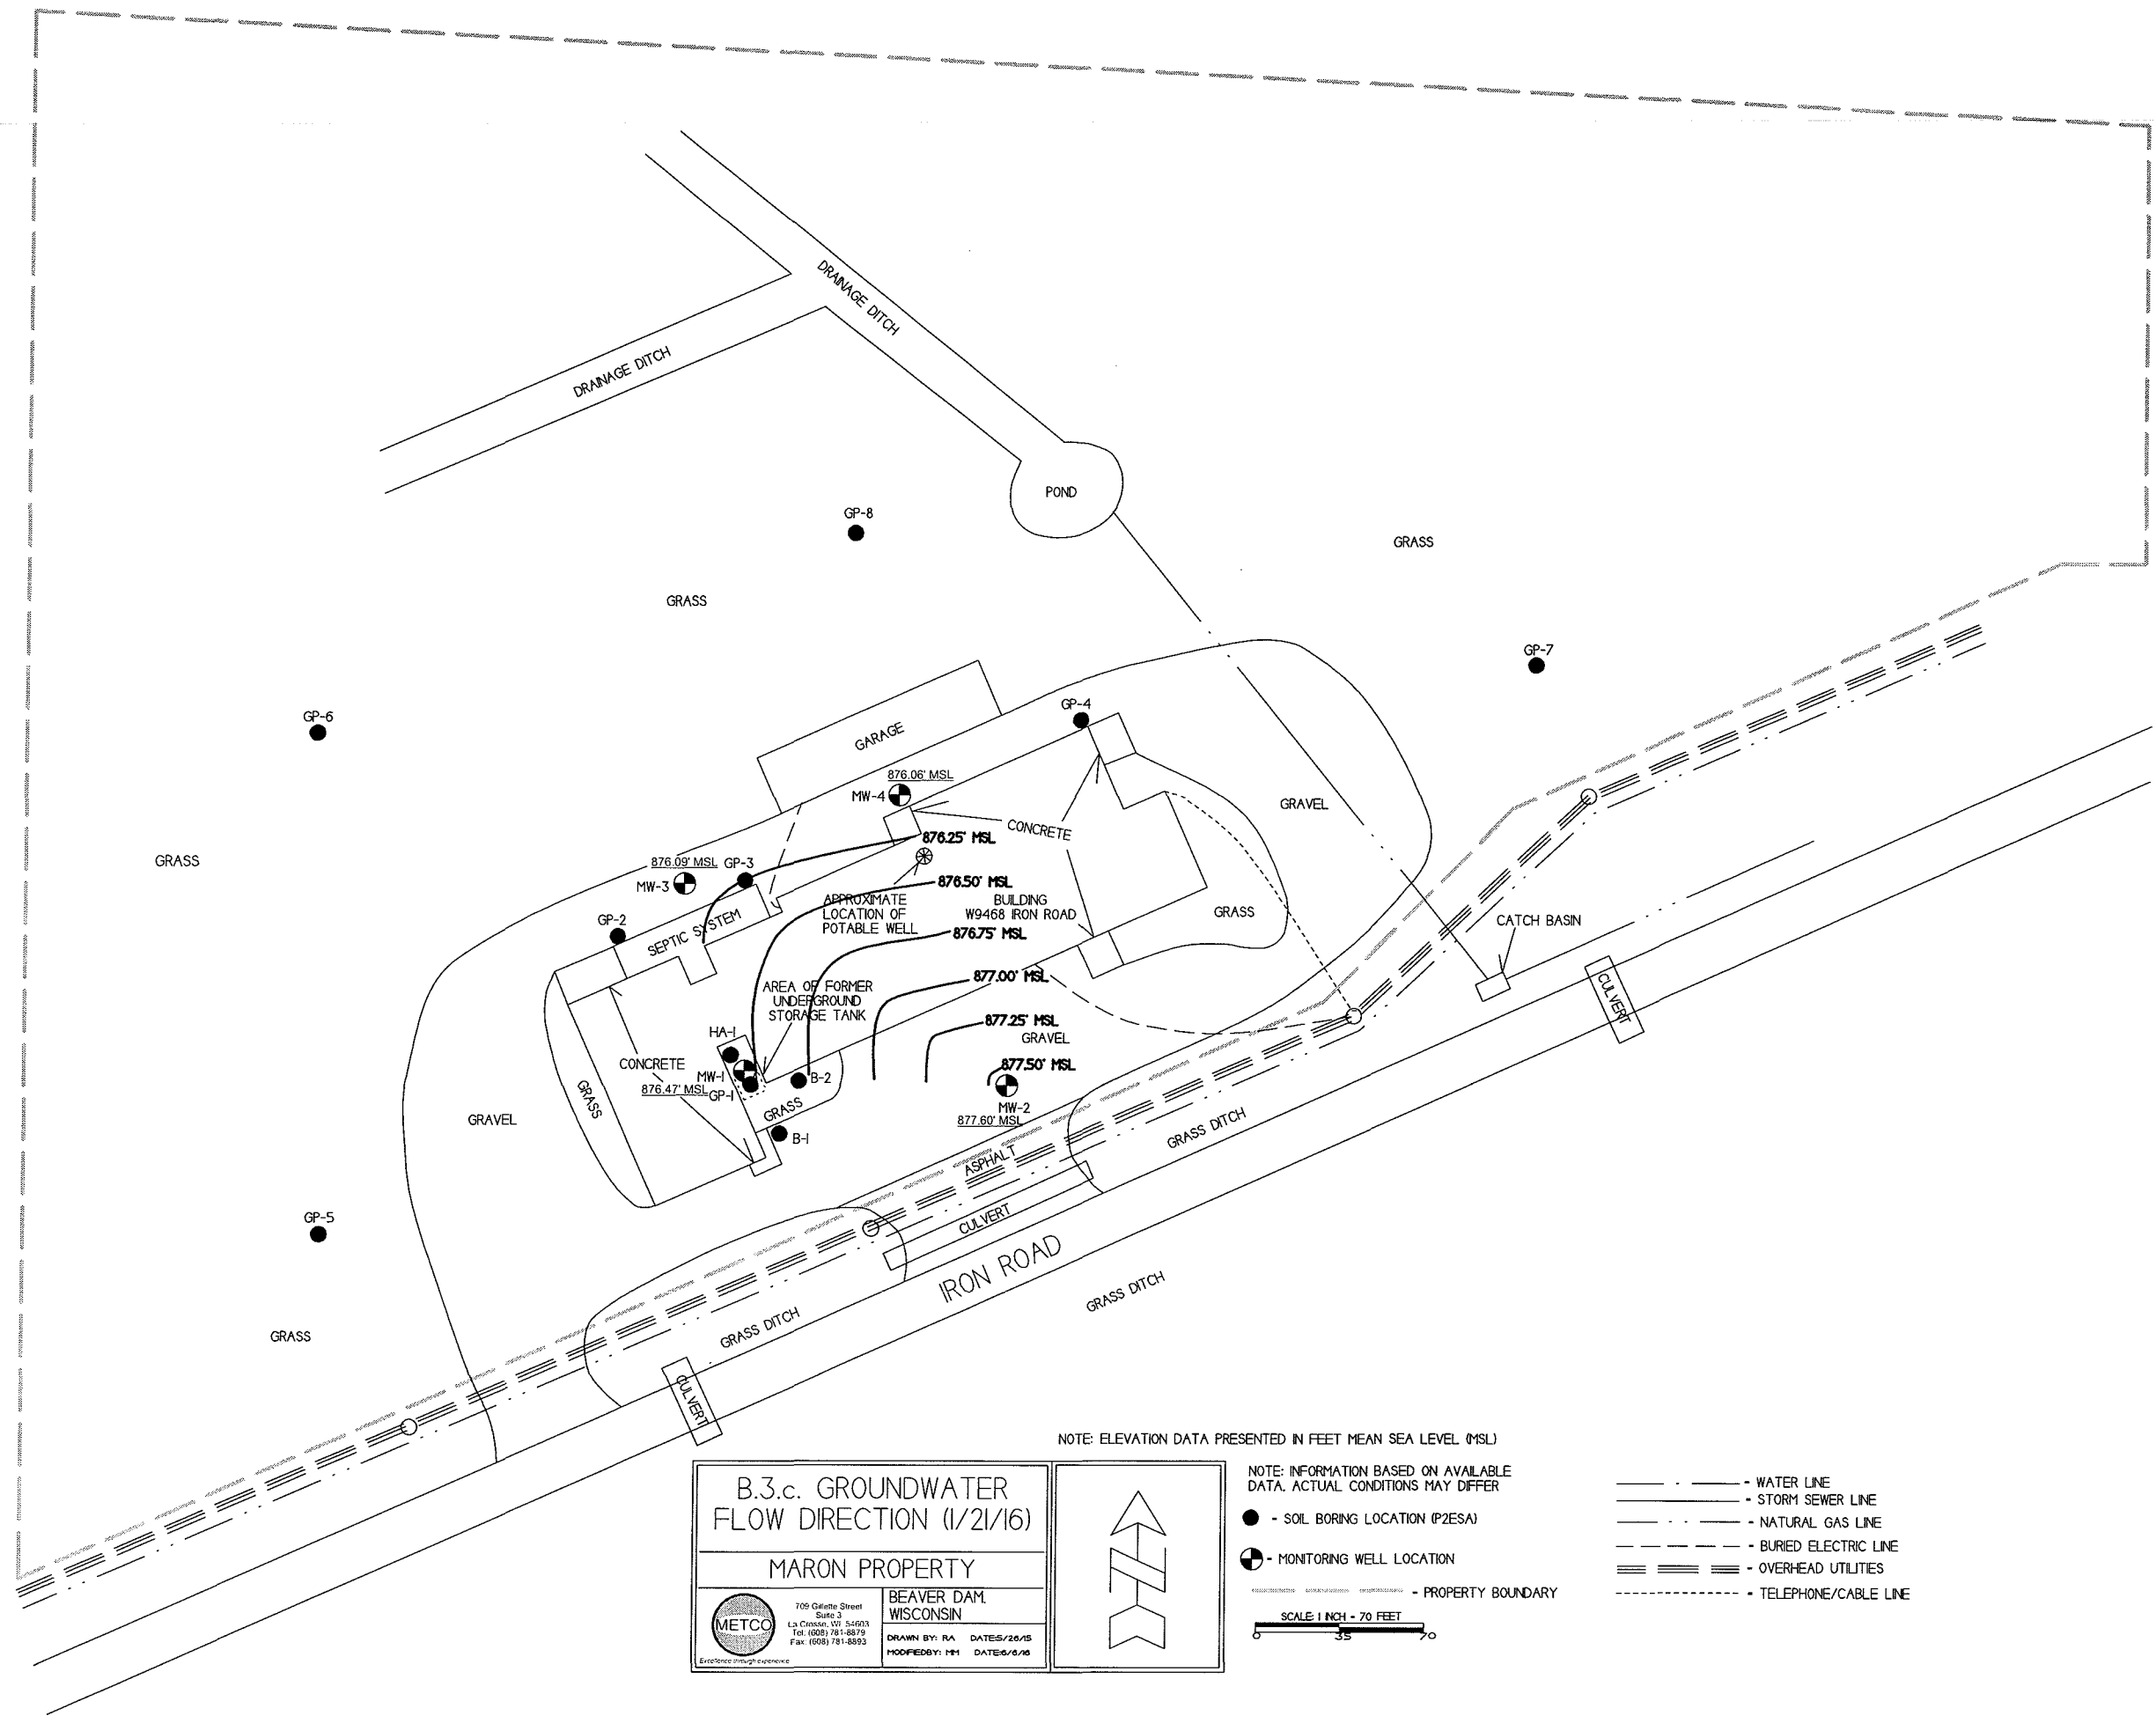 DRAINAGE DITCH
DRAINAGE DITCH
POND
GP-8
GRASS
GRASS
GP-7
GP-6
GP-4
GARAGE
876.06' MSL
MW-4
GRAVEL
CONCRETE
876.25' MSL
GRASS
876.09' MSL
GP-3
MW-3
876.50' MSL
APPROXIMATE
LOCATION OF
POTABLE WELL
BUILDING
W9468 IRON ROAD
GRASS
GP-2
SEPTIC SYSTEM
CATCH BASIN
876.75' MSL
877.00' MSL
AREA OF FORMER
UNDERGROUND
STORAGE TANK
CULVERT
877.25' MSL
GRAVEL
HA-1
CONCRETE
MW-1
876.47' MSL
GP-1
B-2
877.50' MSL
MW-2
877.60' MSL
GRASS
GRASS
GRAVEL
B-1
GRASS DITCH
ASPHALT
CULVERT
GP-5
IRON ROAD
GRASS DITCH
GRASS
GRASS DITCH
CULVERT
NOTE: ELEVATION DATA PRESENTED IN FEET MEAN SEA LEVEL (MSL)
B.3.c. GROUNDWATER
FLOW DIRECTION (1/21/16)
MARON PROPERTY
METCO
Excellence through experience
709 Gillette Street
Suite 3
La Crosse, WI 54603
Tel: (608) 781-8879
Fax: (608) 781-8893
BEAVER DAM,
WISCONSIN
DRAWN BY: RA DATE:5/26/15
MODIFIED BY: MM DATE:6/6/16
N
NOTE: INFORMATION BASED ON AVAILABLE
DATA. ACTUAL CONDITIONS MAY DIFFER
- SOIL BORING LOCATION (P2ESA)
- MONITORING WELL LOCATION
- PROPERTY BOUNDARY
SCALE: 1 INCH - 70 FEET
0 35 70
- WATER LINE
- STORM SEWER LINE
- NATURAL GAS LINE
- BURIED ELECTRIC LINE
- OVERHEAD UTILITIES
- TELEPHONE/CABLE LINE